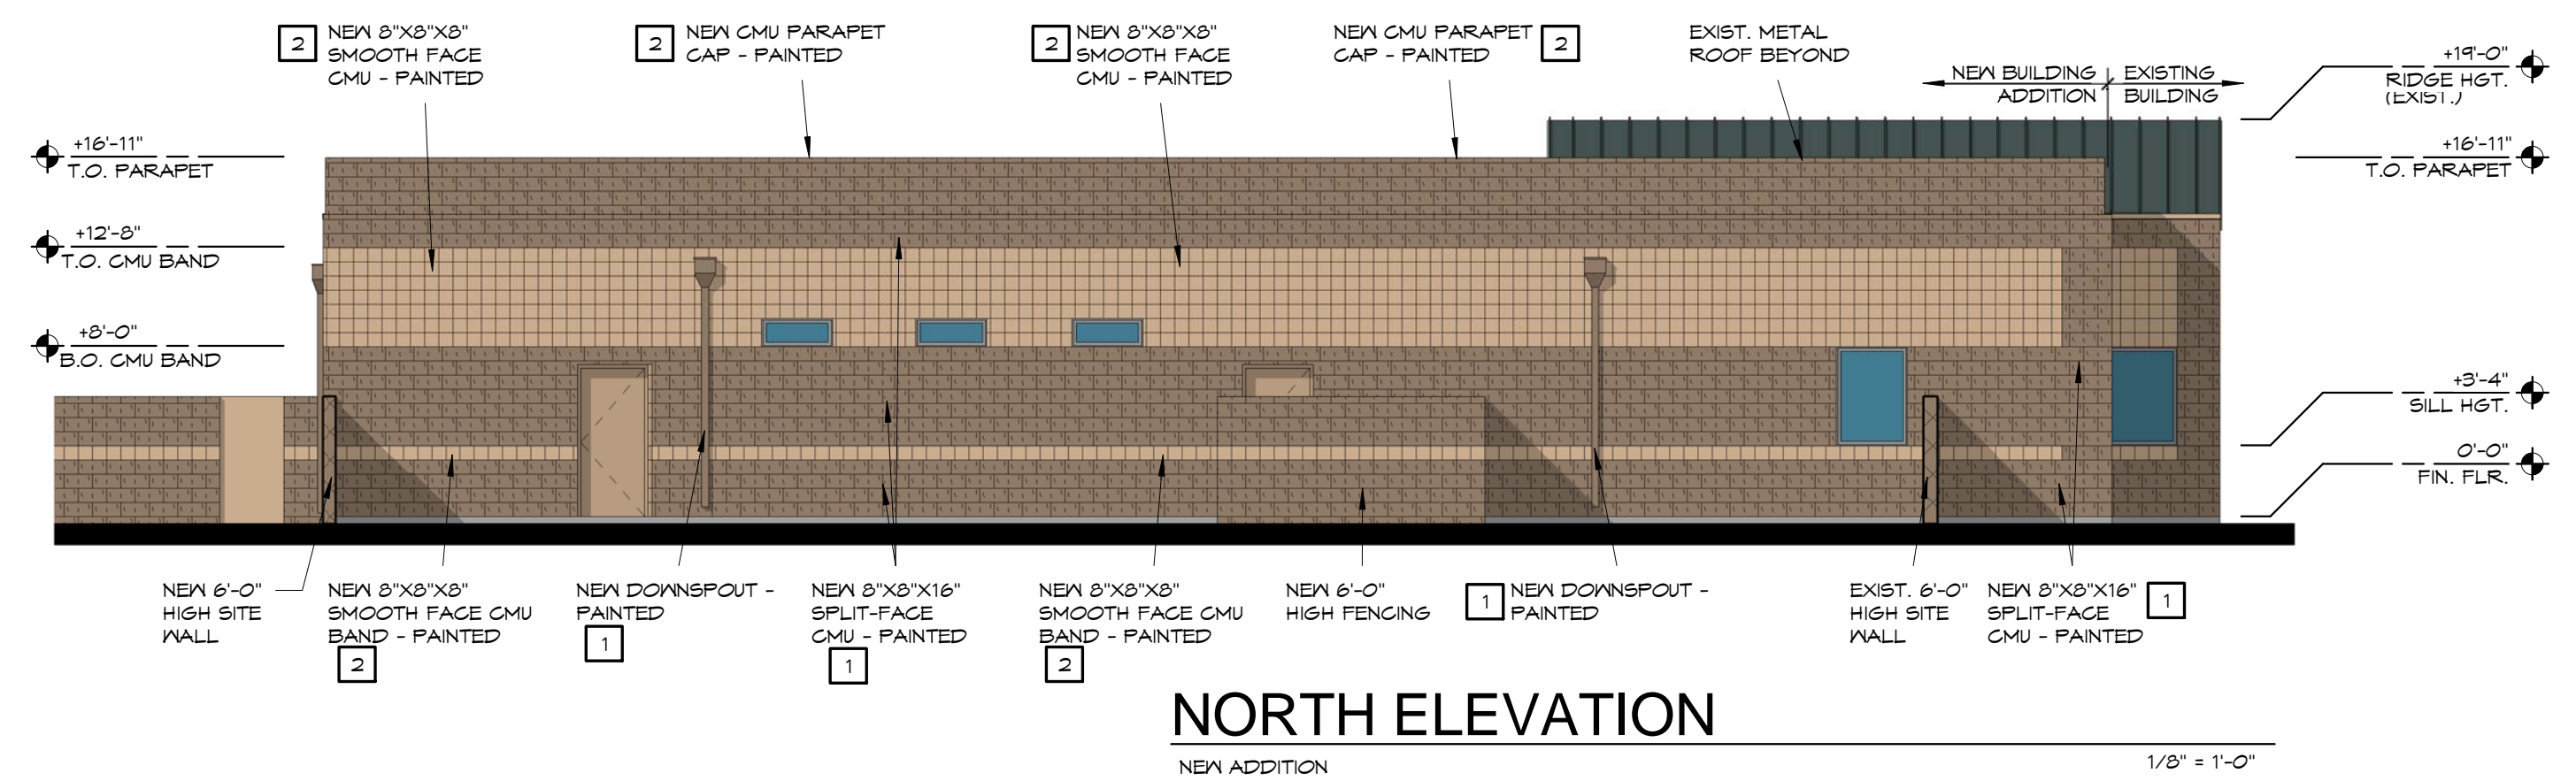 2
NEW 8"X8"X8"
SMOOTH FACE
CMU - PAINTED
2
NEW CMU PARAPET
CAP - PAINTED
2
NEW 8"X8"X8"
SMOOTH FACE
CMU - PAINTED
NEW CMU PARAPET
CAP - PAINTED
2
EXIST. METAL
ROOF BEYOND
NEW BUILDING
ADDITION
EXISTING
BUILDING
+19'-0"
RIDGE HGT.
(EXIST.)
+16'-11"
T.O. PARAPET
+16'-11"
T.O. PARAPET
+12'-8"
T.O. CMU BAND
+8'-0"
B.O. CMU BAND
+3'-4"
SILL HGT.
0'-0"
FIN. FLR.
NEW 6'-0"
HIGH SITE
WALL
NEW 8"X8"X8"
SMOOTH FACE CMU
BAND - PAINTED
2
NEW DOWNSPOUT -
PAINTED
1
NEW 8"X8"X16"
SPLIT-FACE
CMU - PAINTED
1
NEW 8"X8"X8"
SMOOTH FACE CMU
BAND - PAINTED
2
NEW 6'-0"
HIGH FENCING
1
NEW DOWNSPOUT -
PAINTED
EXIST. 6'-0"
HIGH SITE
WALL
NEW 8"X8"X16"
SPLIT-FACE
CMU - PAINTED
1
NORTH ELEVATION
NEW ADDITION
1/8" = 1'-0"